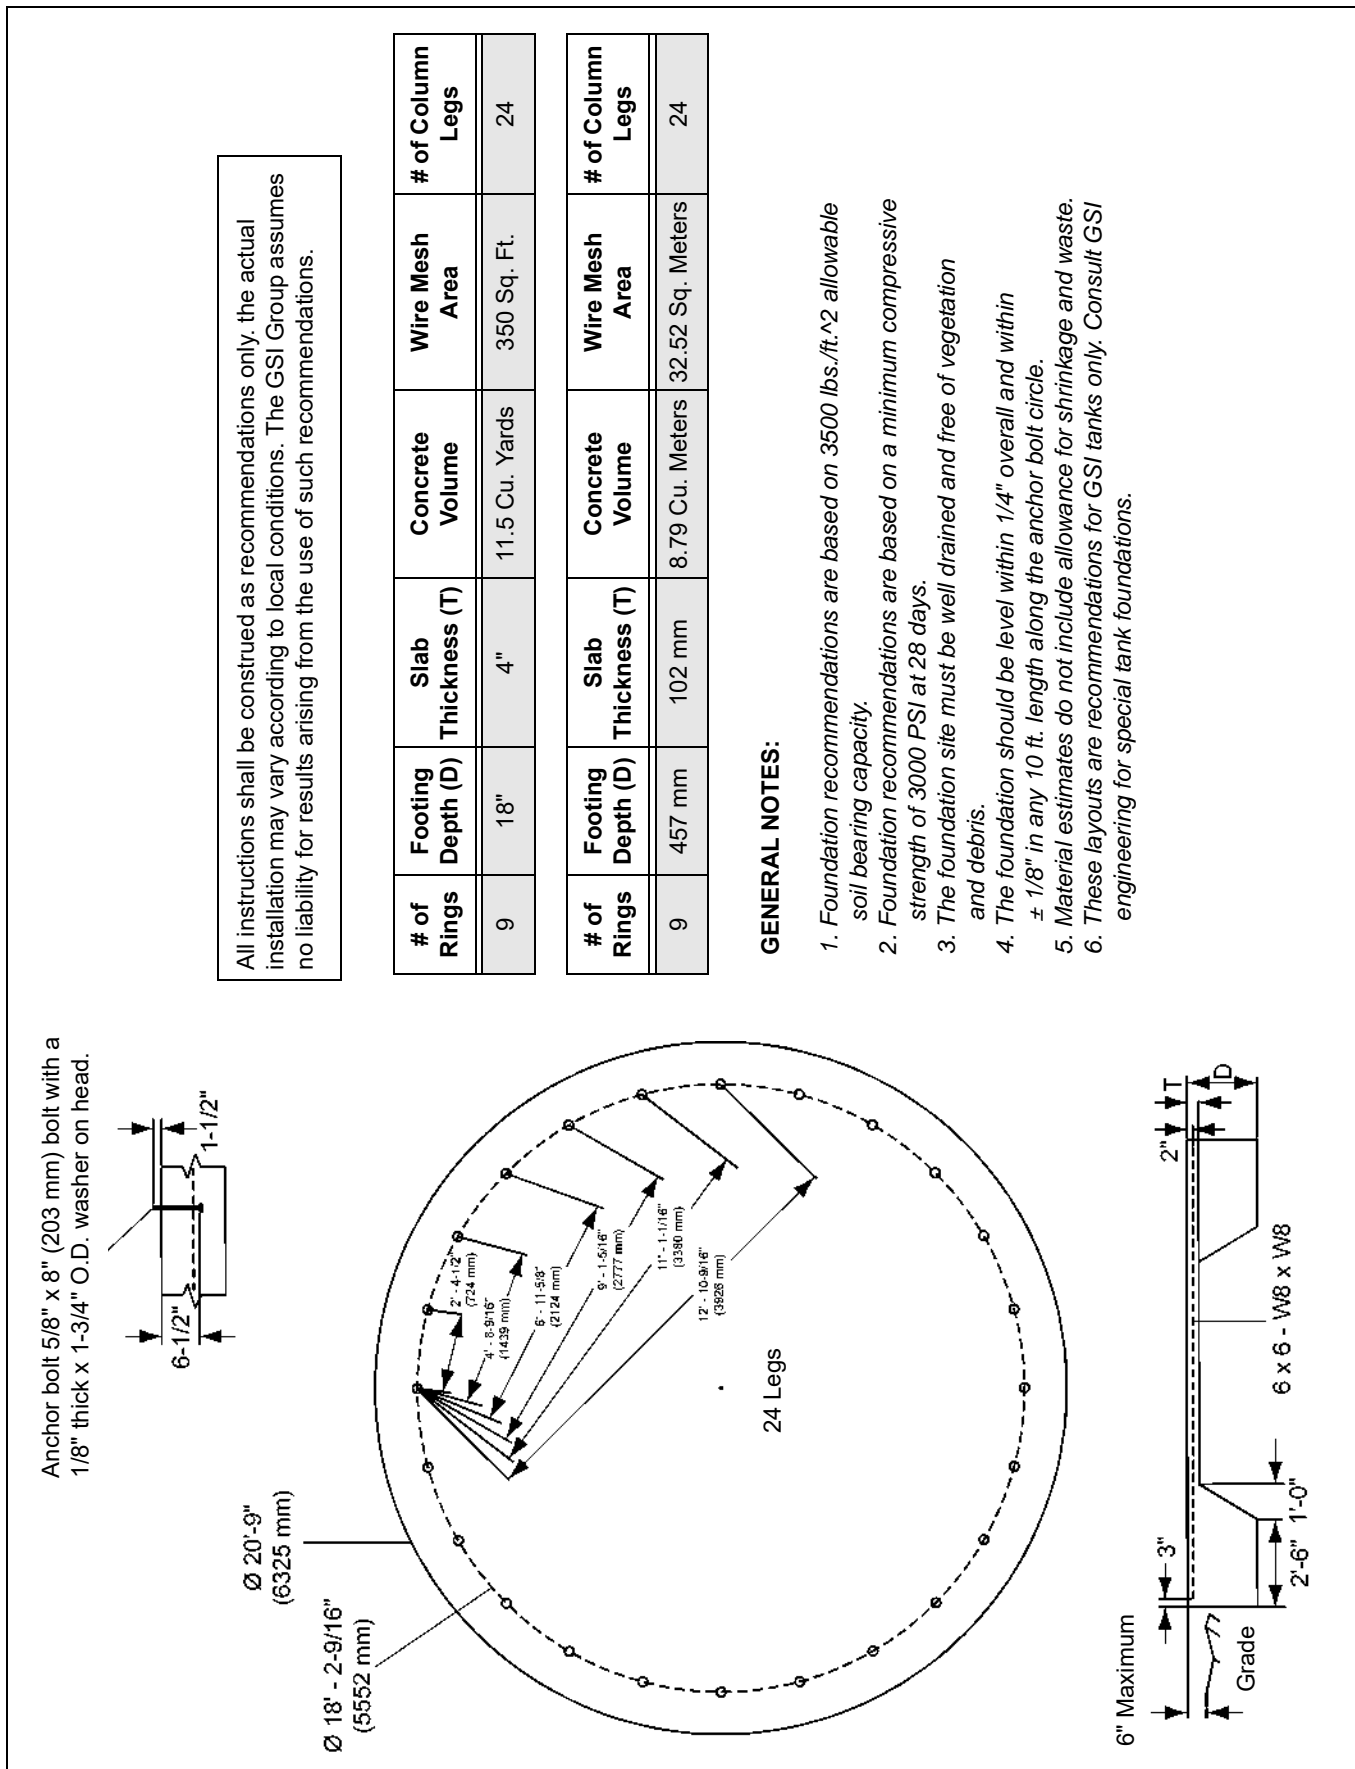 Anchor bolt 5/8" x 8" (203 mm) bolt with a
1/8" thick x 1-3/4" O.D. washer on head.
6-1/2"
1-1/2"
Ø 20'-9"
(6325 mm)
Ø 18' - 2-9/16"
(5552 mm)
2' - 4-1/2"
(724 mm)
4' - 8-9/16"
(1439 mm)
6' - 11-5/8"
(2124 mm)
9' - 1-5/16"
(2777 mm)
11' - 1-1/16"
(3380 mm)
12' - 10-9/16"
(3926 mm)
24 Legs
6" Maximum
Grade
3"
2'-6"
1'-0"
6 x 6 - W8 x W8
2"
T
D
All instructions shall be construed as recommendations only. the actual
installation may vary according to local conditions. The GSI Group assumes
no liability for results arising from the use of such recommendations.
# of Rings | Footing Depth (D) | Slab Thickness (T) | Concrete Volume | Wire Mesh Area | # of Column Legs
9 | 18" | 4" | 11.5 Cu. Yards | 350 Sq. Ft. | 24
# of Rings | Footing Depth (D) | Slab Thickness (T) | Concrete Volume | Wire Mesh Area | # of Column Legs
9 | 457 mm | 102 mm | 8.79 Cu. Meters | 32.52 Sq. Meters | 24
GENERAL NOTES:
1. Foundation recommendations are based on 3500 lbs./ft.^2 allowable
soil bearing capacity.
2. Foundation recommendations are based on a minimum compressive
strength of 3000 PSI at 28 days.
3. The foundation site must be well drained and free of vegetation
and debris.
4. The foundation should be level within 1/4" overall and within
± 1/8" in any 10 ft. length along the anchor bolt circle.
5. Material estimates do not include allowance for shrinkage and waste.
6. These layouts are recommendations for GSI tanks only. Consult GSI
engineering for special tank foundations.